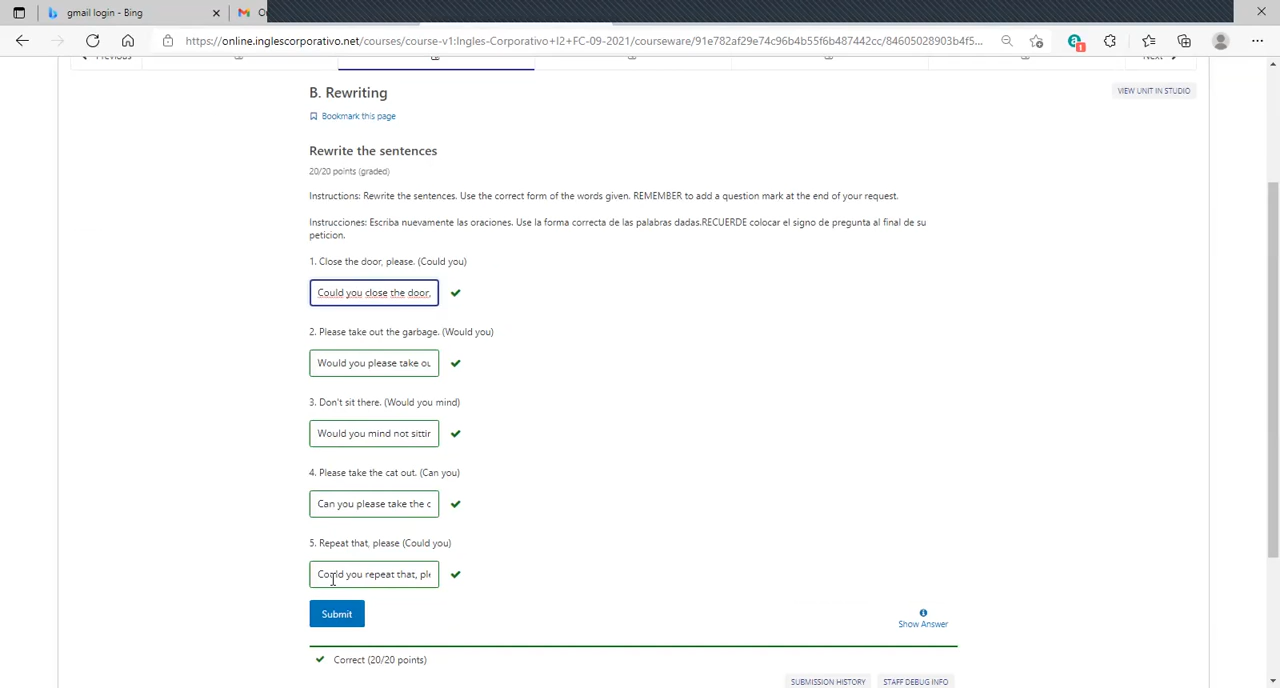 gmail login - Bing
https://online.inglescorporativo.net/courses/course-v1:Ingles-Corporativo+I2+FC-09-2021/courseware/91e782af29e74c96b4b55f6b487442cc/84605028903b4f5...
1
Previous
Next
B. Rewriting
VIEW UNIT IN STUDIO
Bookmark this page
Rewrite the sentences
20/20 points (graded)
Instructions: Rewrite the sentences. Use the correct form of the words given. REMEMBER to add a question mark at the end of your request.
Instrucciones: Escriba nuevamente las oraciones. Use la forma correcta de las palabras dadas.RECUERDE colocar el signo de pregunta al final de su
peticion.
1. Close the door, please. (Could you)
Could you close the door,
2. Please take out the garbage. (Would you)
Would you please take ou
3. Don't sit there. (Would you mind)
Would you mind not sittin
4. Please take the cat out. (Can you)
Can you please take the c
5. Repeat that, please (Could you)
Could you repeat that, ple
Submit
Show Answer
Correct (20/20 points)
SUBMISSION HISTORY
STAFF DEBUG INFO